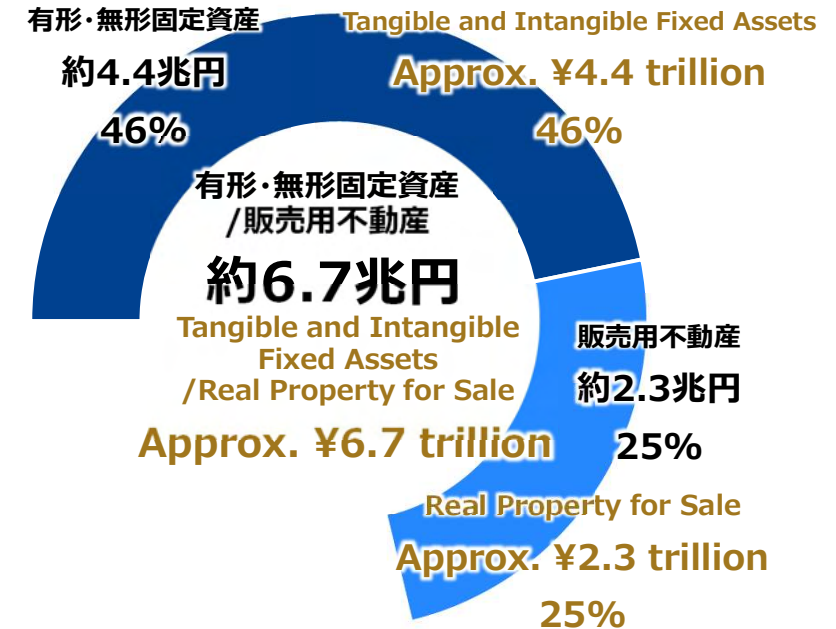 有形・無形固定資産
約4.4兆円
46%
Tangible and Intangible Fixed Assets
Approx. ¥4.4 trillion
46%
有形・無形固定資産
/販売用不動産
約6.7兆円
Tangible and Intangible
Fixed Assets
/Real Property for Sale
Approx. ¥6.7 trillion
販売用不動産
約2.3兆円
25%
Real Property for Sale
Approx. ¥2.3 trillion
25%